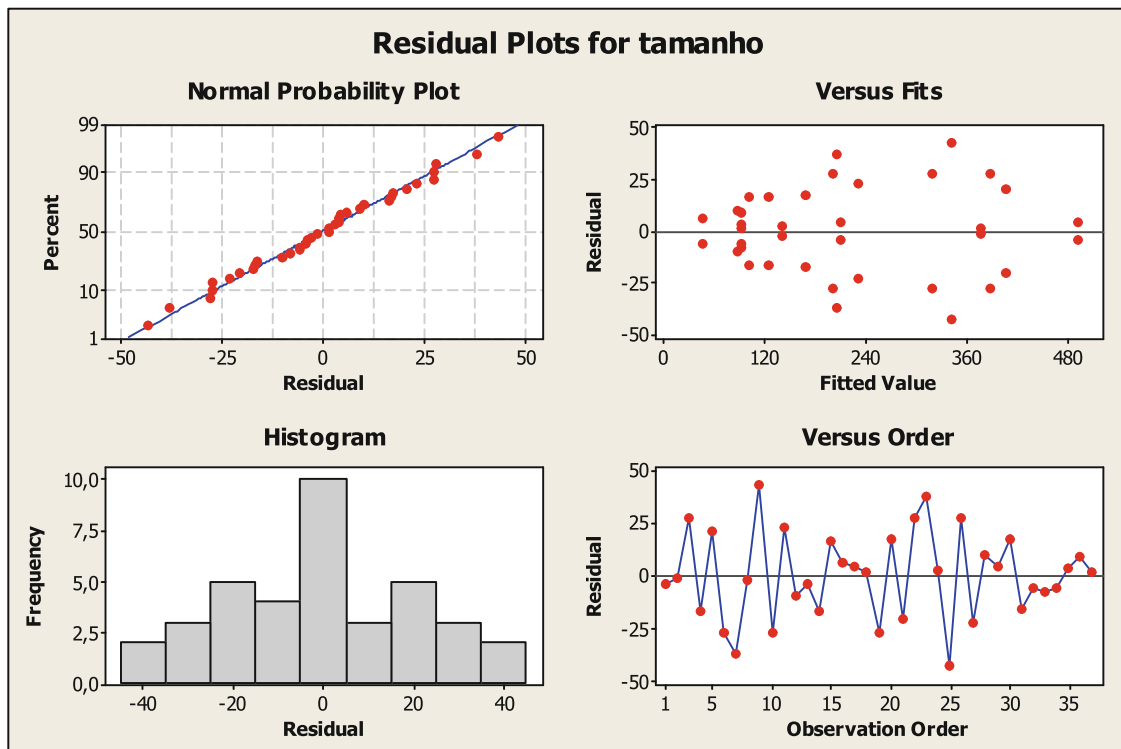 Residual Plots for tamanho
Normal Probability Plot
99
90
50
10
1
Percent
-50 -25 0 25 50
Residual
Versus Fits
50
25
0
-25
-50
Residual
0 120 240 360 480
Fitted Value
Histogram
10,0
7,5
5,0
2,5
0,0
Frequency
-40 -20 0 20 40
Residual
Versus Order
50
25
0
-25
-50
Residual
1 5 10 15 20 25 30 35
Observation Order